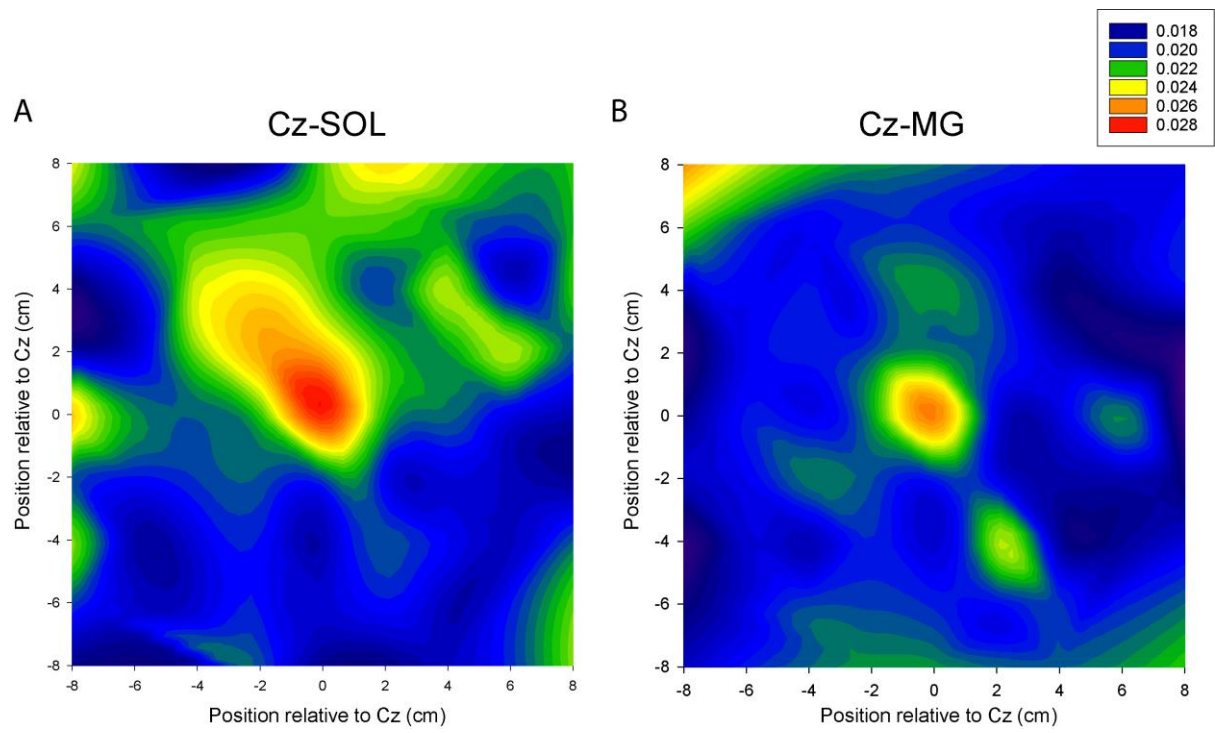 0.018
0.020
0.022
0.024
0.026
0.028
A
Cz-SOL
8
6
4
2
0
-2
-4
-6
-8
Position relative to Cz (cm)
-8 -6 -4 -2 0 2 4 6 8
Position relative to Cz (cm)
B
Cz-MG
8
6
4
2
0
-2
-4
-6
-8
Position relative to Cz (cm)
-8 -6 -4 -2 0 2 4 6 8
Position relative to Cz (cm)